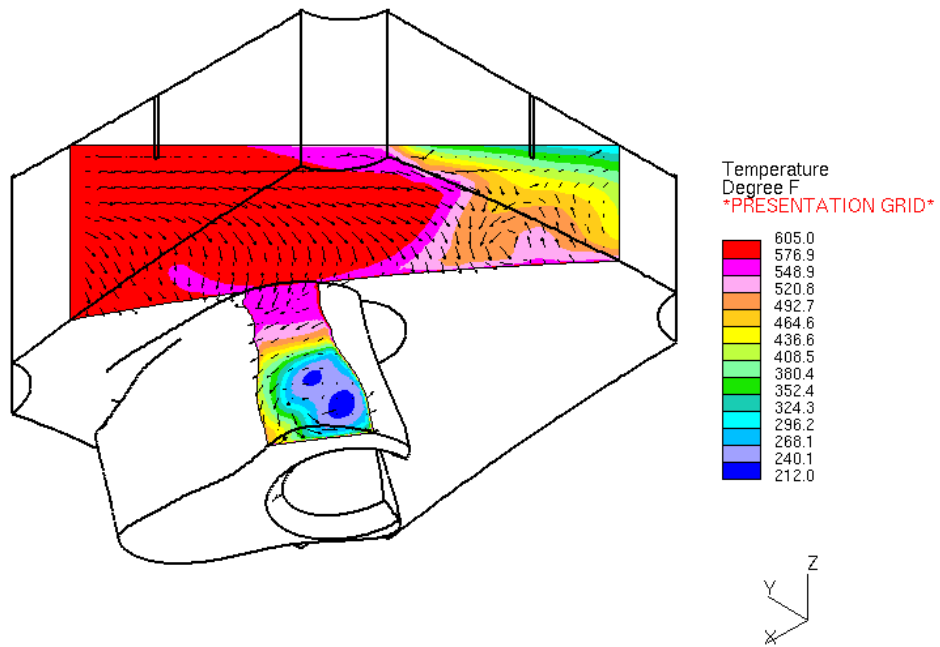 Temperature
Degree F
*PRESENTATION GRID*
605.0
576.9
548.9
520.8
492.7
464.6
436.6
408.5
380.4
352.4
324.3
296.2
268.1
240.1
212.0
Z
Y
X